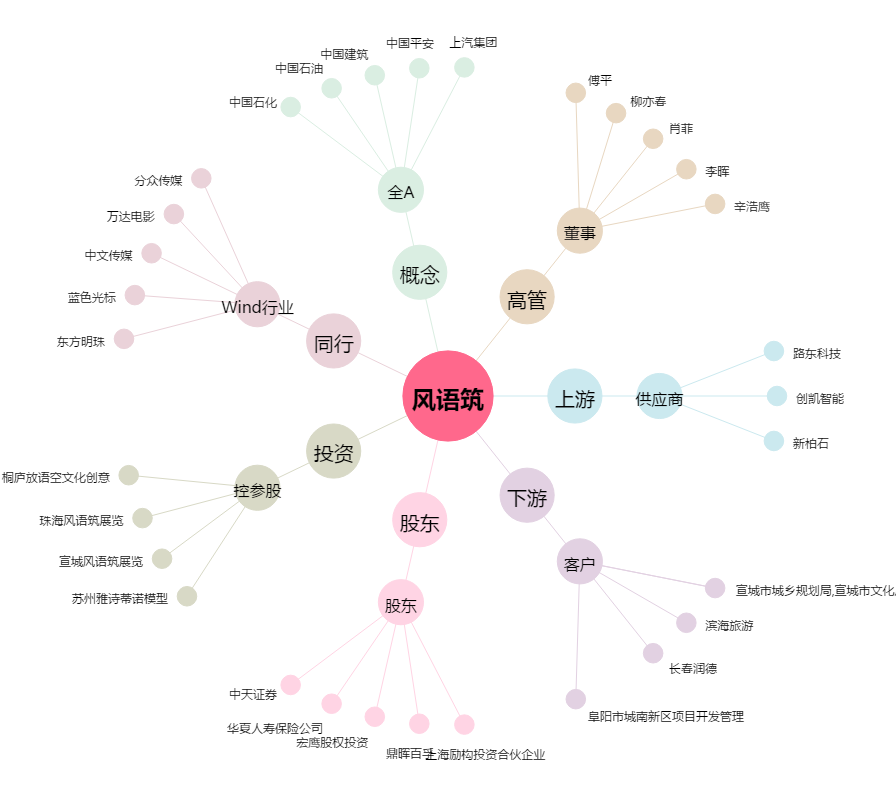 上汽集团
中国平安
中国建筑
中国石油
中国石化
全A
概念
傅平
柳亦春
肖菲
李晖
辛浩鹰
董事
高管
分众传媒
万达电影
中文传媒
蓝色光标
东方明珠
Wind行业
同行
风语筑
上游
供应商
路东科技
创凯智能
新柏石
投资
控参股
桐庐放语空文化创意
珠海风语筑展览
宣城风语筑展览
苏州雅诗蒂诺模型
股东
股东
中天证券
华夏人寿保险公司
宏鹰股权投资
鼎晖百孚
上海励构投资合伙企业
下游
客户
宣城市城乡规划局,宣城市文化
滨海旅游
长春润德
阜阳市城南新区项目开发管理